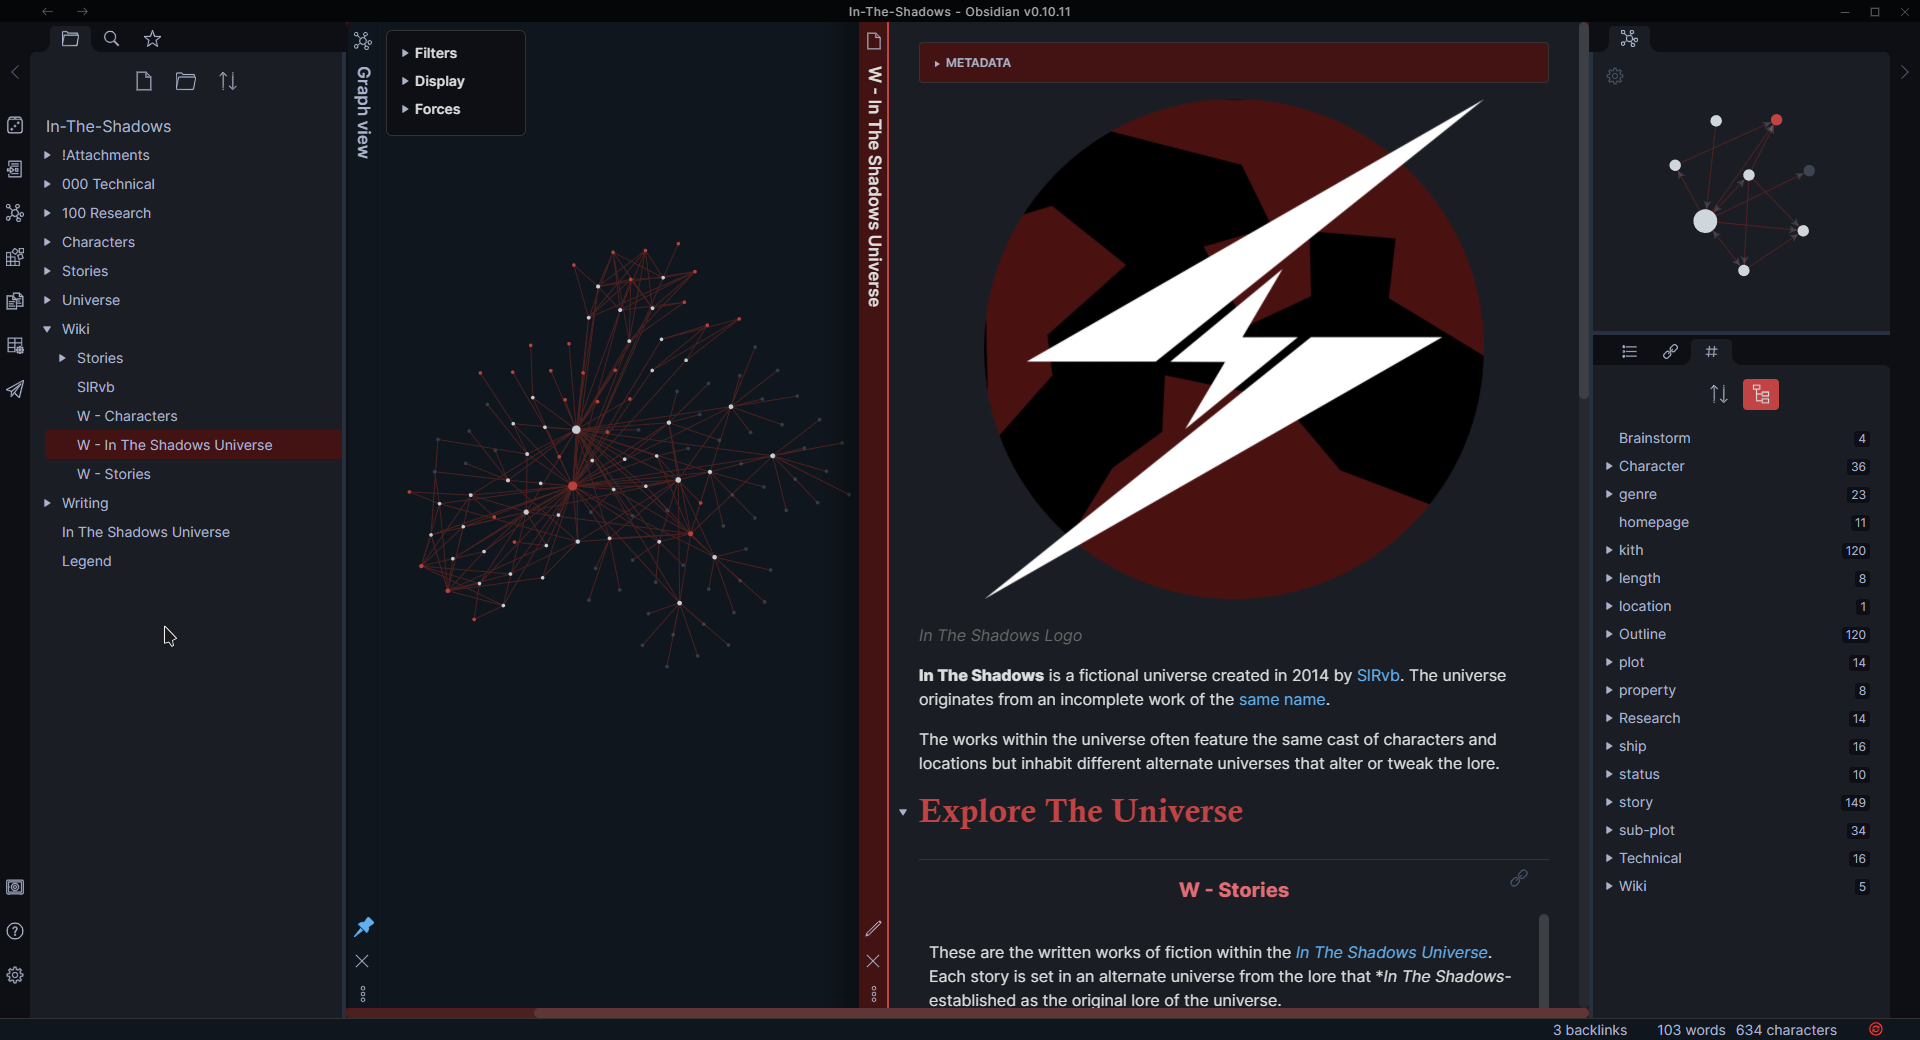 In-The-Shadows - Obsidian v0.10.11
In-The-Shadows
!Attachments
000 Technical
100 Research
Characters
Stories
Universe
Wiki
Stories
SIRvb
W - Characters
W - In The Shadows Universe
W - Stories
Writing
In The Shadows Universe
Legend
Graph view
Filters
Display
Forces
W - In The Shadows Universe
METADATA
In The Shadows Logo
In The Shadows is a fictional universe created in 2014 by SIRvb. The universe
originates from an incomplete work of the same name.
The works within the universe often feature the same cast of characters and
locations but inhabit different alternate universes that alter or tweak the lore.
Explore The Universe
W - Stories
These are the written works of fiction within the In The Shadows Universe.
Each story is set in an alternate universe from the lore that *In The Shadows-
established as the original lore of the universe.
Brainstorm 4
Character 36
genre 23
homepage 11
kith 120
length 8
location 1
Outline 120
plot 14
property 8
Research 14
ship 16
status 10
story 149
sub-plot 34
Technical 16
Wiki 5
3 backlinks 103 words 634 characters